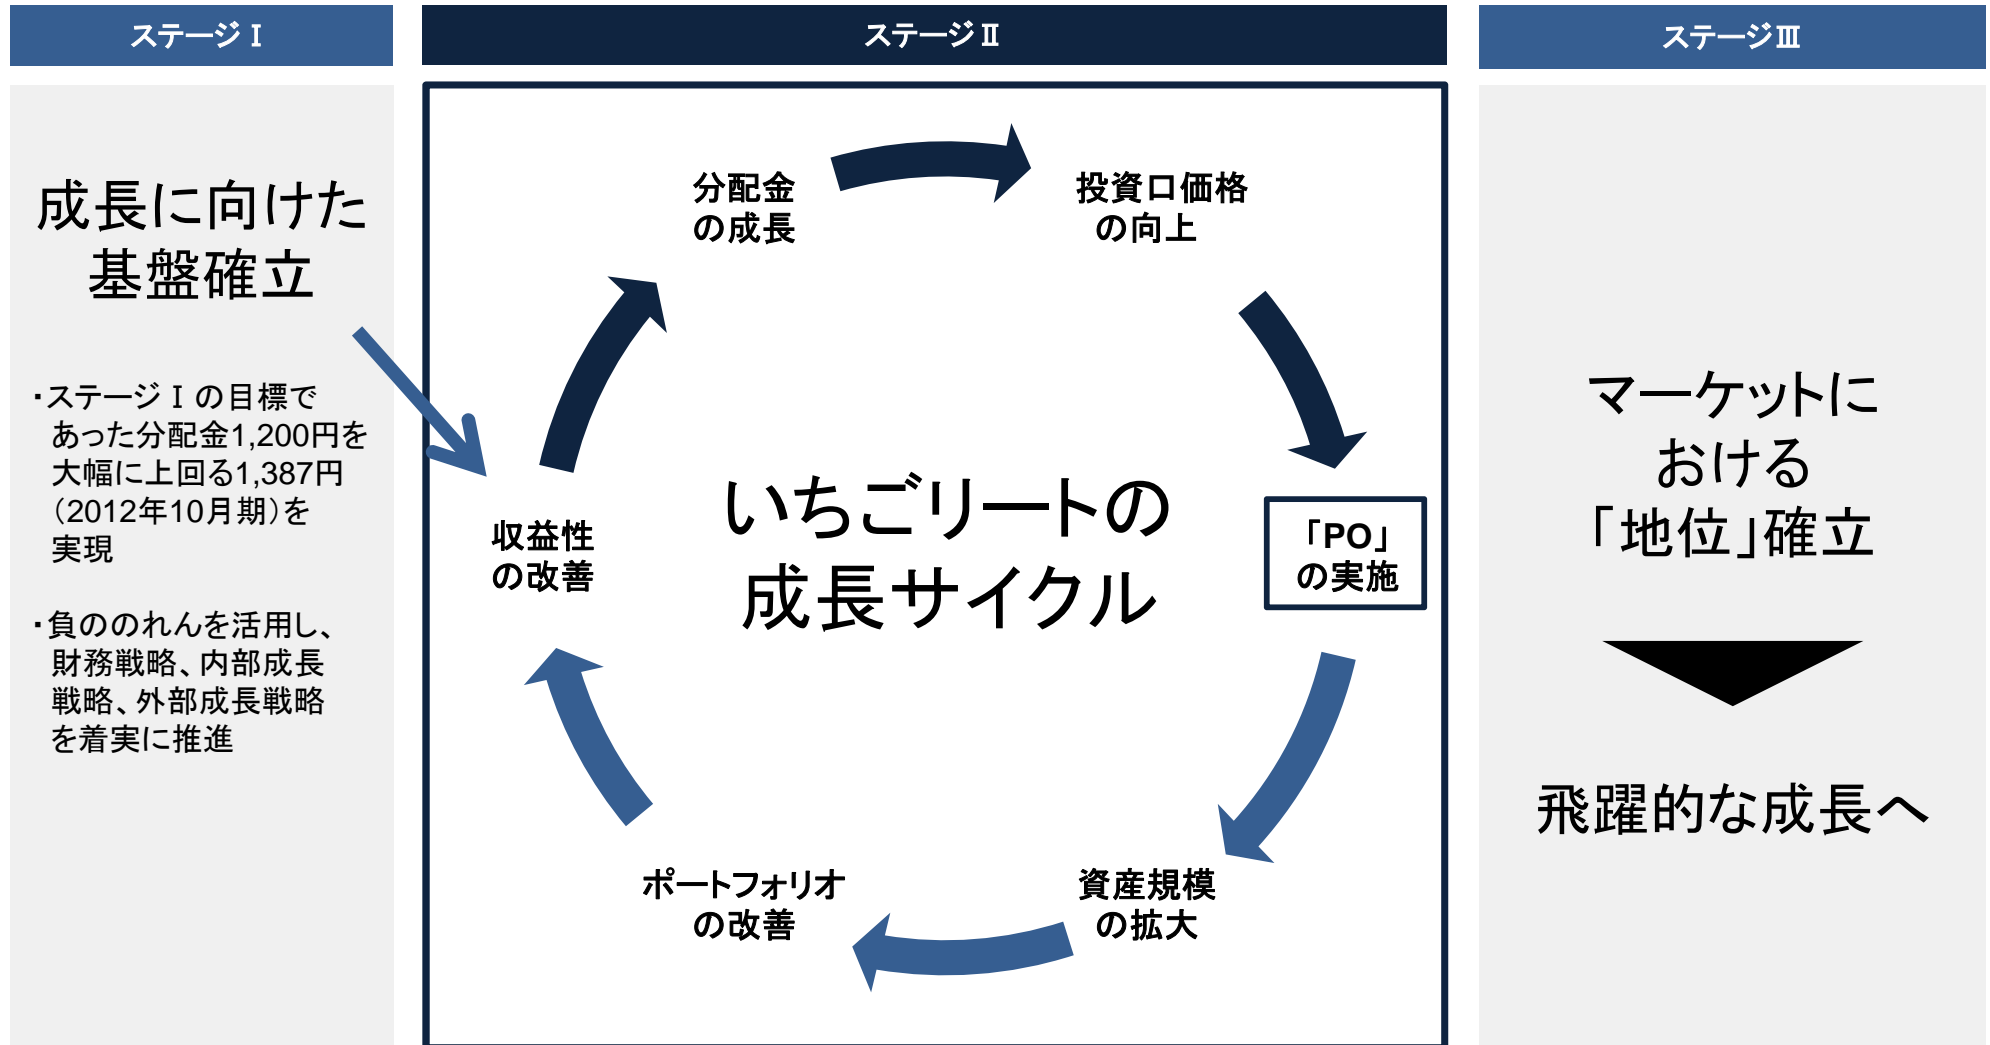 ステージⅠ
成長に向けた
基盤確立
・ステージⅠの目標で
あった分配金1,200円を
大幅に上回る1,387円
（2012年10月期）を
実現
・負ののれんを活用し、
財務戦略、内部成長
戦略、外部成長戦略
を着実に推進
ステージⅡ
分配金
の成長
投資口価格
の向上
「PO」
の実施
資産規模
の拡大
ポートフォリオ
の改善
収益性
の改善
いちごリートの
成長サイクル
ステージⅢ
マーケットに
おける
「地位」確立
飛躍的な成長へ